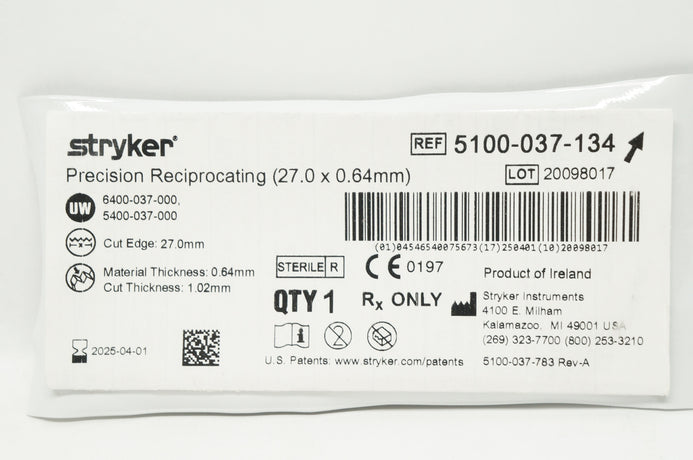 stryker®
REF 5100-037-134
Precision Reciprocating (27.0 x 0.64mm)
LOT 20098017
UW 6400-037-000,
5400-037-000
(01)04546540075673(17)250401(10)20098017
Cut Edge: 27.0mm
Material Thickness: 0.64mm
Cut Thickness: 1.02mm
STERILE R
CE 0197
Product of Ireland
QTY 1
Rx ONLY
Stryker Instruments
4100 E. Milham
Kalamazoo, MI 49001 USA
(269) 323-7700 (800) 253-3210
2025-04-01
i
2
U.S. Patents: www.stryker.com/patents
5100-037-783 Rev-A